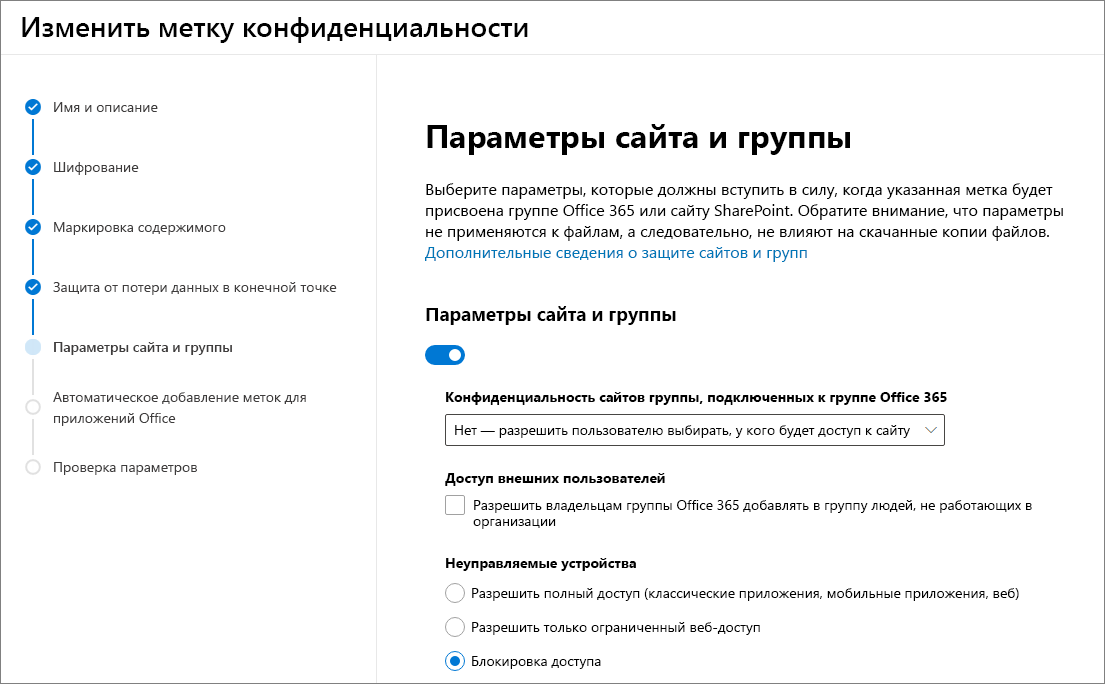 Изменить метку конфиденциальности
Имя и описание
Шифрование
Маркировка содержимого
Защита от потери данных в конечной точке
Параметры сайта и группы
Автоматическое добавление меток для
приложений Office
Проверка параметров
Параметры сайта и группы
Выберите параметры, которые должны вступить в силу, когда указанная метка будет
присвоена группе Office 365 или сайту SharePoint. Обратите внимание, что параметры
не применяются к файлам, а следовательно, не влияют на скачанные копии файлов.
Дополнительные сведения о защите сайтов и групп
Параметры сайта и группы
Конфиденциальность сайтов группы, подключенных к группе Office 365
Нет — разрешить пользователю выбирать, у кого будет доступ к сайту
Доступ внешних пользователей
Разрешить владельцам группы Office 365 добавлять в группу людей, не работающих в
организации
Неуправляемые устройства
Разрешить полный доступ (классические приложения, мобильные приложения, веб)
Разрешить только ограниченный веб-доступ
Блокировка доступа